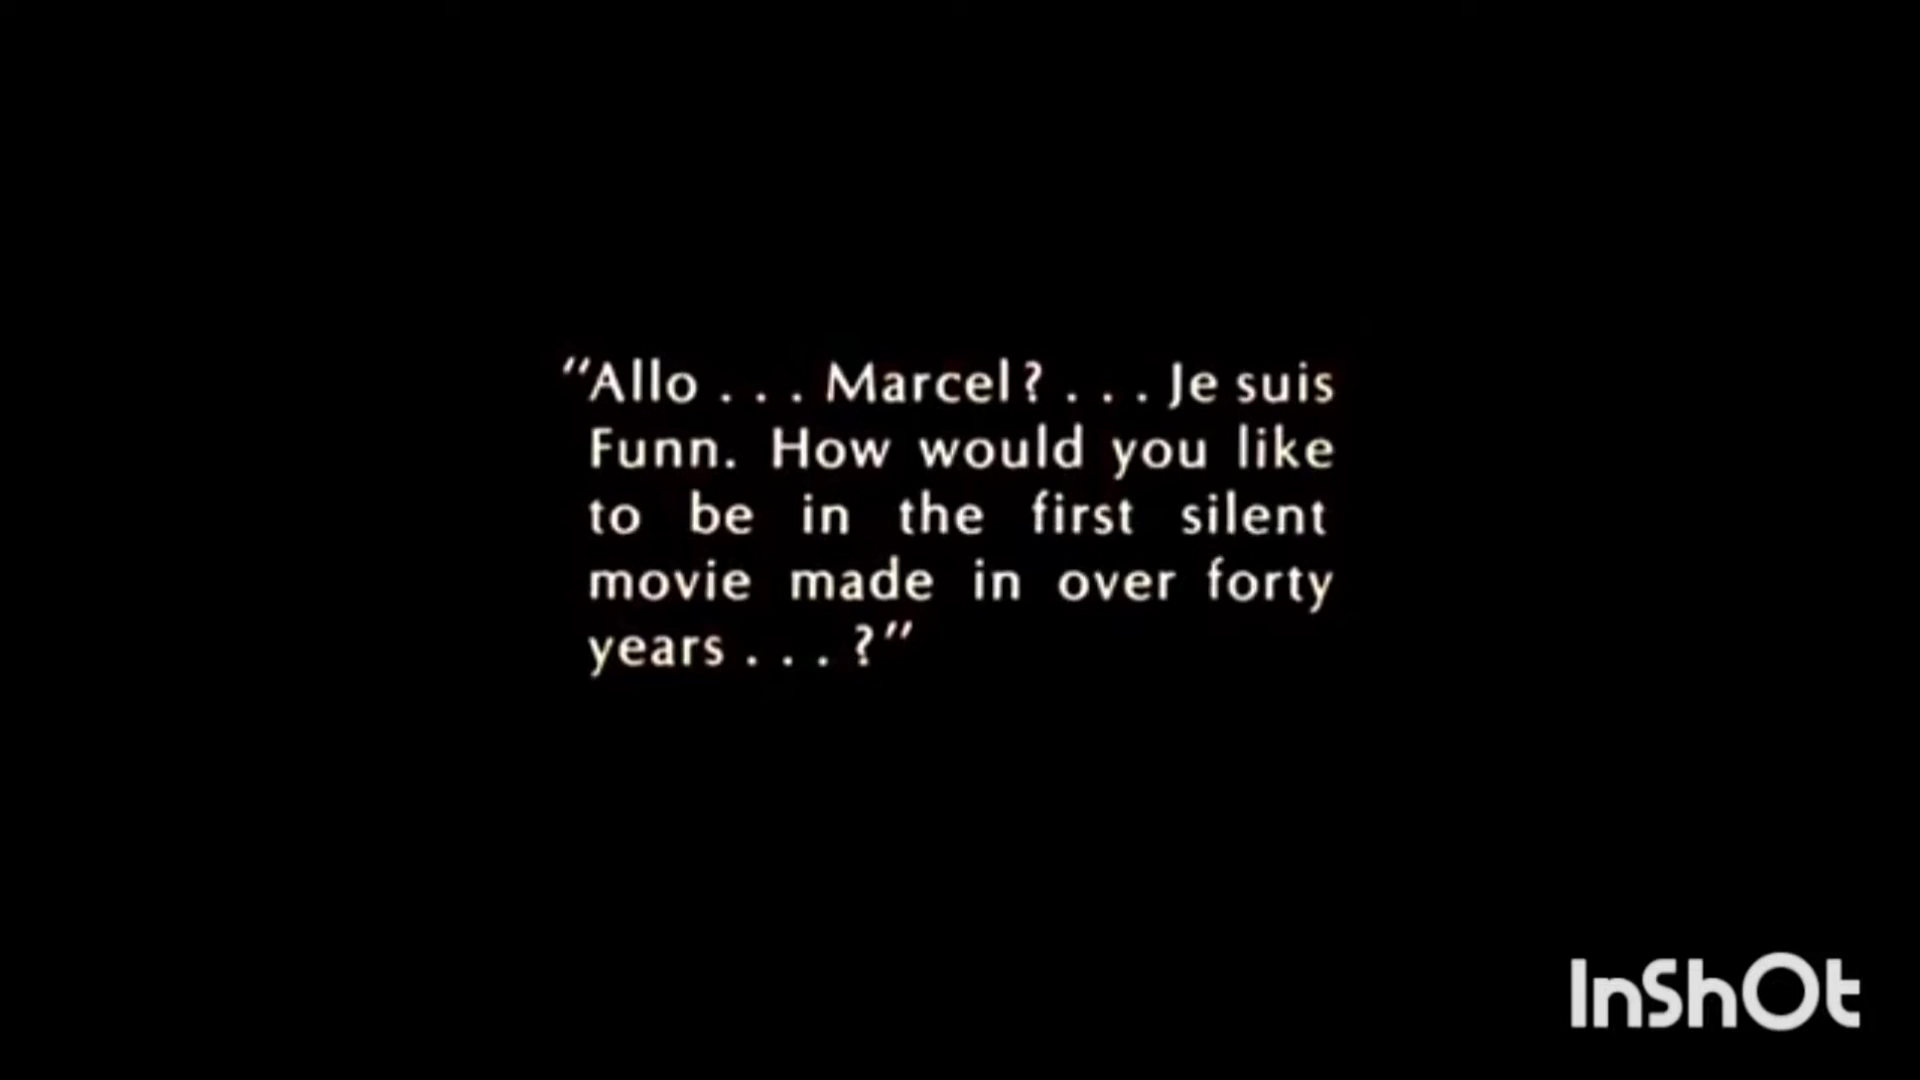 "Allo . . . Marcel? . . . Je suis
Funn. How would you like
to be in the first silent
movie made in over forty
years . . . ?"
InShOt